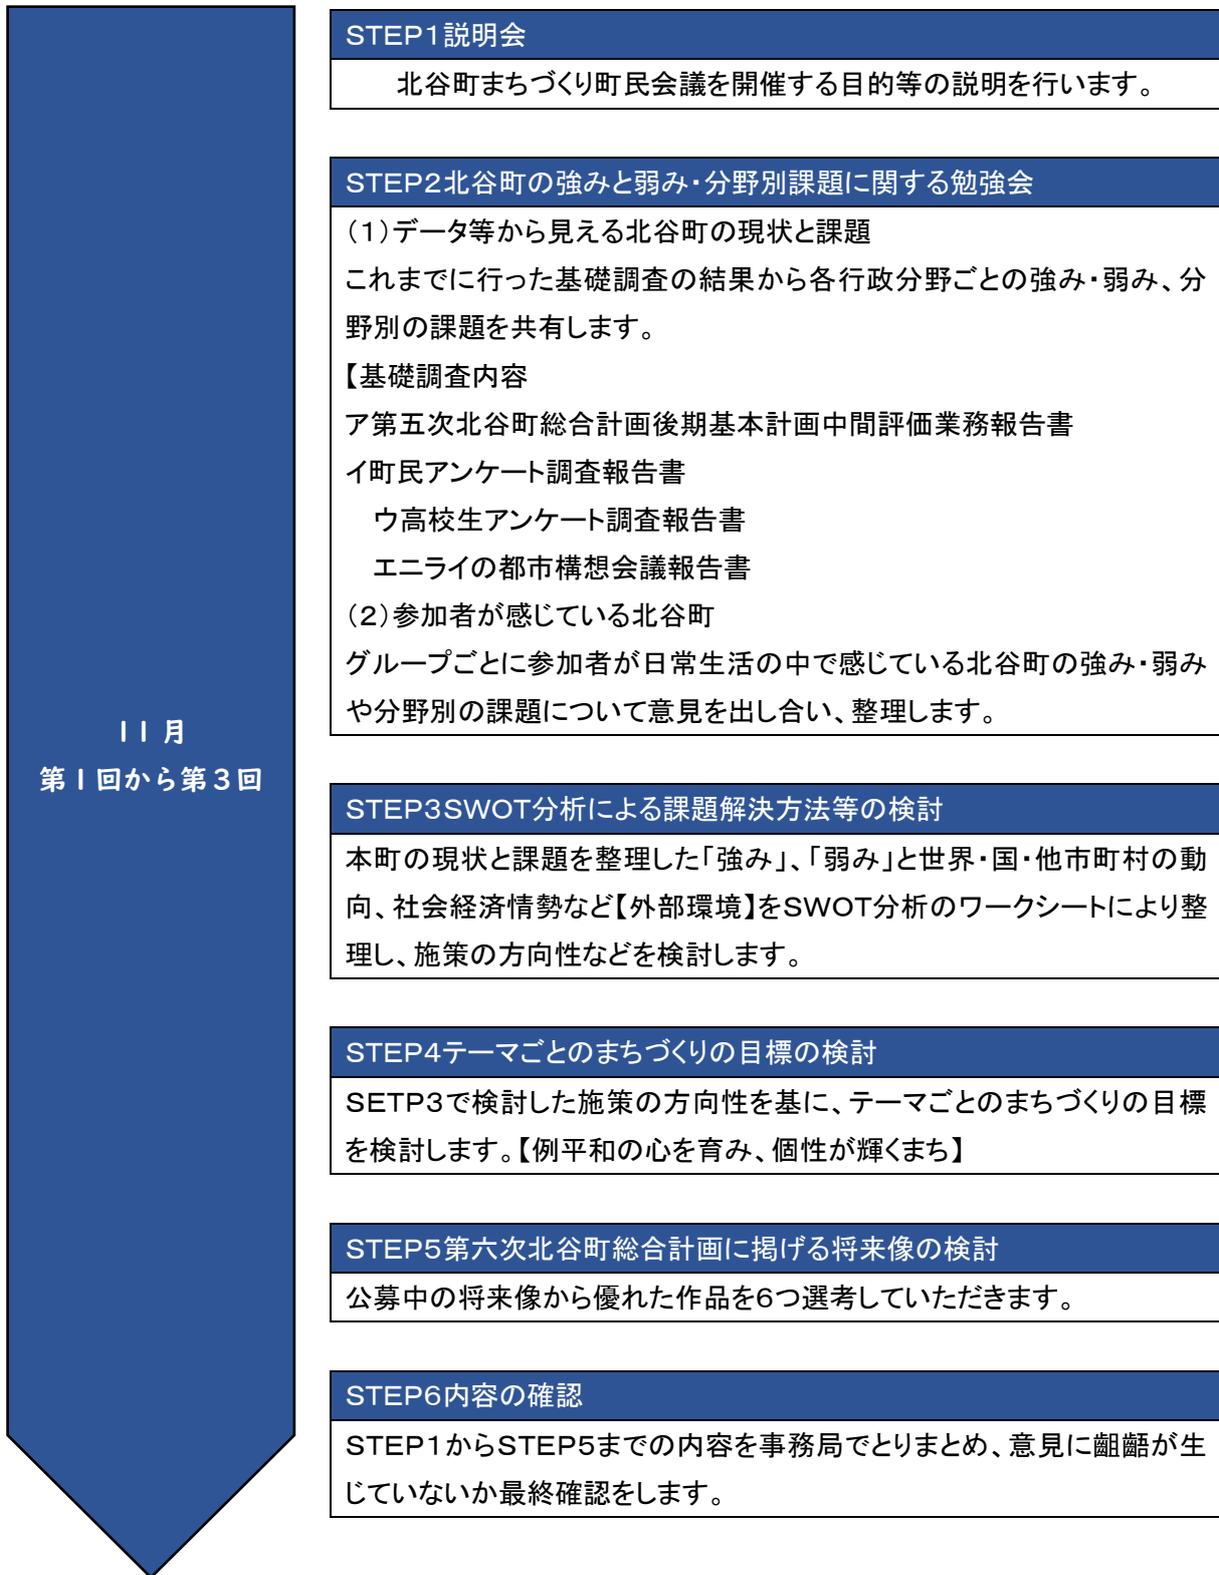 11月
第1回から第3回
STEP1説明会
北谷町まちづくり町民会議を開催する目的等の説明を行います。
STEP2北谷町の強みと弱み・分野別課題に関する勉強会
(1)データ等から見える北谷町の現状と課題
これまでに行った基礎調査の結果から各行政分野ごとの強み・弱み、分
野別の課題を共有します。
【基礎調査内容
ア第五次北谷町総合計画後期基本計画中間評価業務報告書
イ町民アンケート調査報告書
ウ高校生アンケート調査報告書
エニライの都市構想会議報告書
(2)参加者が感じている北谷町
グループごとに参加者が日常生活の中で感じている北谷町の強み・弱み
や分野別の課題について意見を出し合い、整理します。
STEP3SWOT分析による課題解決方法等の検討
本町の現状と課題を整理した「強み」、「弱み」と世界・国・他市町村の動
向、社会経済情勢など【外部環境】をSWOT分析のワークシートにより整
理し、施策の方向性などを検討します。
STEP4テーマごとのまちづくりの目標の検討
SETP3で検討した施策の方向性を基に、テーマごとのまちづくりの目標
を検討します。【例平和の心を育み、個性が輝くまち】
STEP5第六次北谷町総合計画に掲げる将来像の検討
公募中の将来像から優れた作品を6つ選考していただきます。
STEP6内容の確認
STEP1からSTEP5までの内容を事務局でとりまとめ、意見に齟齬が生
じていないか最終確認をします。